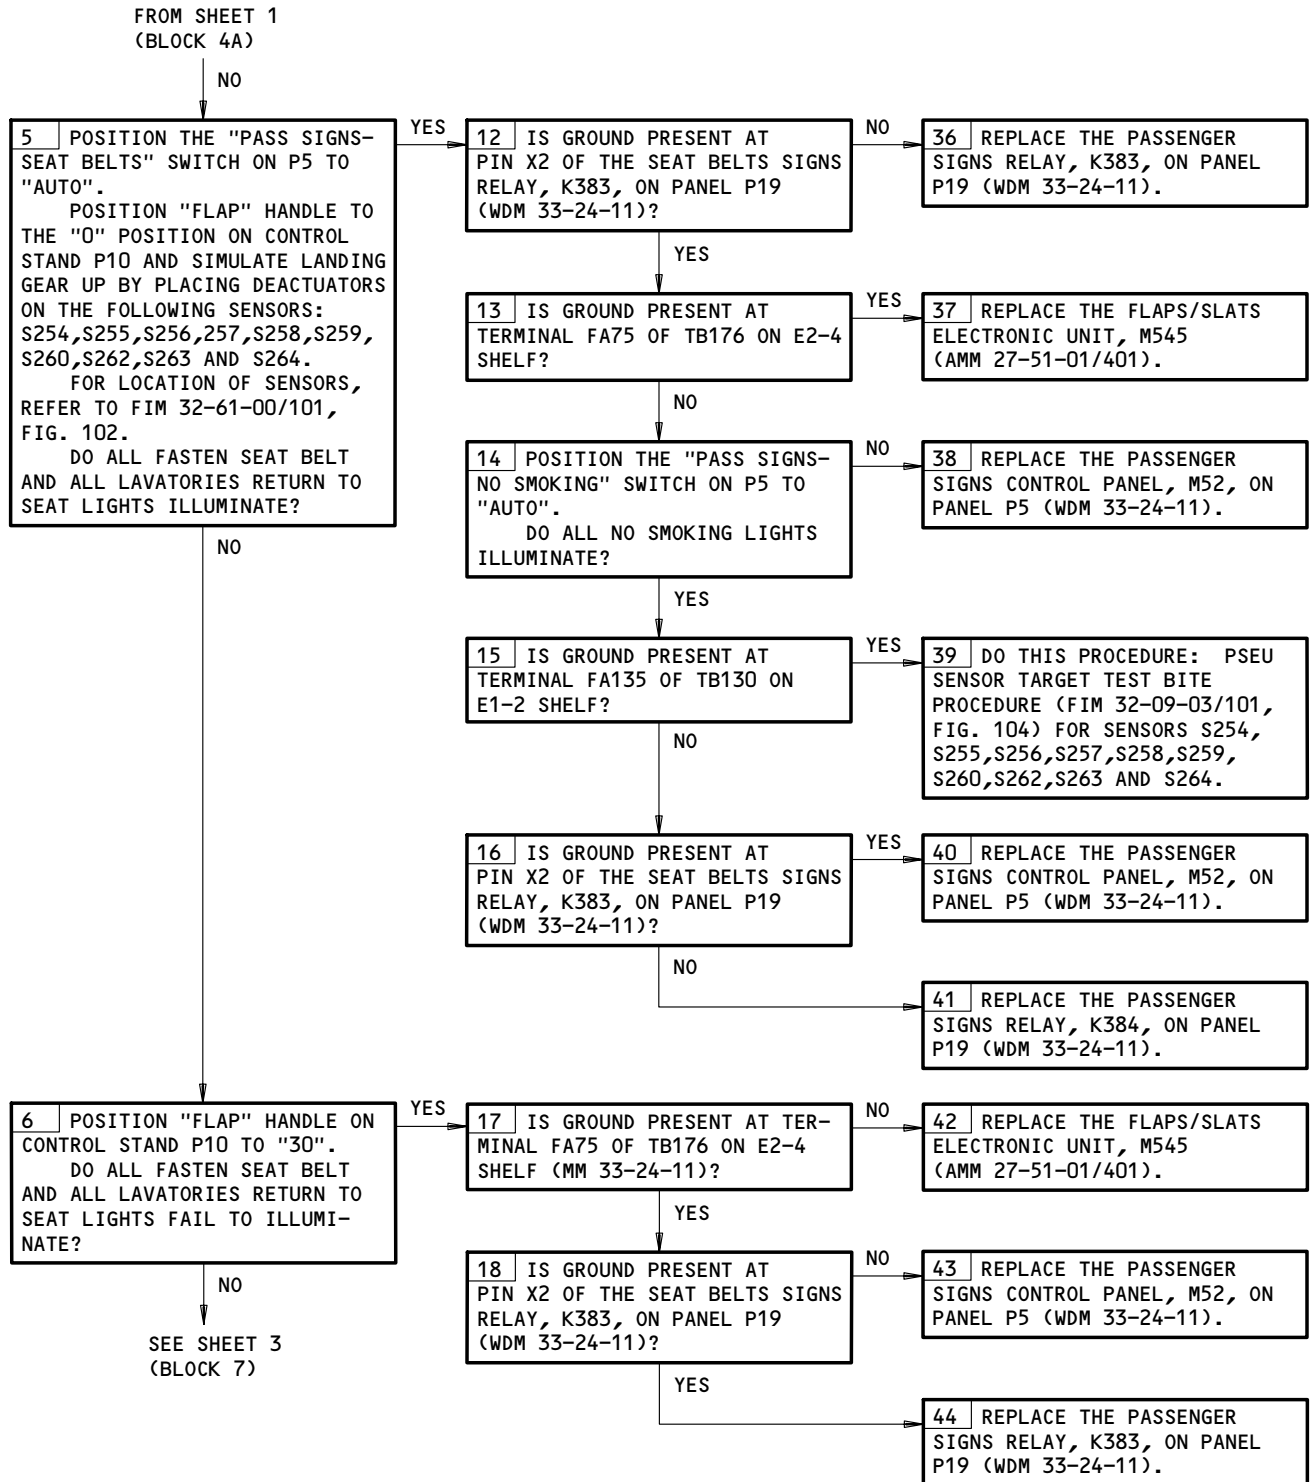 FROM SHEET 1
(BLOCK 4A)
NO
5 POSITION THE "PASS SIGNS-
SEAT BELTS" SWITCH ON P5 TO
"AUTO".
POSITION "FLAP" HANDLE TO
THE "0" POSITION ON CONTROL
STAND P10 AND SIMULATE LANDING
GEAR UP BY PLACING DEACTUATORS
ON THE FOLLOWING SENSORS:
S254,S255,S256,257,S258,S259,
S260,S262,S263 AND S264.
FOR LOCATION OF SENSORS,
REFER TO FIM 32-61-00/101,
FIG. 102.
DO ALL FASTEN SEAT BELT
AND ALL LAVATORIES RETURN TO
SEAT LIGHTS ILLUMINATE?
YES
12 IS GROUND PRESENT AT
PIN X2 OF THE SEAT BELTS SIGNS
RELAY, K383, ON PANEL P19
(WDM 33-24-11)?
NO
36 REPLACE THE PASSENGER
SIGNS RELAY, K383, ON PANEL
P19 (WDM 33-24-11).
YES
13 IS GROUND PRESENT AT
TERMINAL FA75 OF TB176 ON E2-4
SHELF?
YES
37 REPLACE THE FLAPS/SLATS
ELECTRONIC UNIT, M545
(AMM 27-51-01/401).
NO
14 POSITION THE "PASS SIGNS-
NO SMOKING" SWITCH ON P5 TO
"AUTO".
DO ALL NO SMOKING LIGHTS
ILLUMINATE?
NO
38 REPLACE THE PASSENGER
SIGNS CONTROL PANEL, M52, ON
PANEL P5 (WDM 33-24-11).
YES
15 IS GROUND PRESENT AT
TERMINAL FA135 OF TB130 ON
E1-2 SHELF?
YES
39 DO THIS PROCEDURE: PSEU
SENSOR TARGET TEST BITE
PROCEDURE (FIM 32-09-03/101,
FIG. 104) FOR SENSORS S254,
S255,S256,S257,S258,S259,
S260,S262,S263 AND S264.
NO
16 IS GROUND PRESENT AT
PIN X2 OF THE SEAT BELTS SIGNS
RELAY, K383, ON PANEL P19
(WDM 33-24-11)?
YES
40 REPLACE THE PASSENGER
SIGNS CONTROL PANEL, M52, ON
PANEL P5 (WDM 33-24-11).
NO
41 REPLACE THE PASSENGER
SIGNS RELAY, K384, ON PANEL
P19 (WDM 33-24-11).
NO
6 POSITION "FLAP" HANDLE ON
CONTROL STAND P10 TO "30".
DO ALL FASTEN SEAT BELT
AND ALL LAVATORIES RETURN TO
SEAT LIGHTS FAIL TO ILLUMI-
NATE?
YES
17 IS GROUND PRESENT AT TER-
MINAL FA75 OF TB176 ON E2-4
SHELF (MM 33-24-11)?
NO
42 REPLACE THE FLAPS/SLATS
ELECTRONIC UNIT, M545
(AMM 27-51-01/401).
YES
18 IS GROUND PRESENT AT
PIN X2 OF THE SEAT BELTS SIGNS
RELAY, K383, ON PANEL P19
(WDM 33-24-11)?
NO
43 REPLACE THE PASSENGER
SIGNS CONTROL PANEL, M52, ON
PANEL P5 (WDM 33-24-11).
YES
44 REPLACE THE PASSENGER
SIGNS RELAY, K383, ON PANEL
P19 (WDM 33-24-11).
NO
SEE SHEET 3
(BLOCK 7)